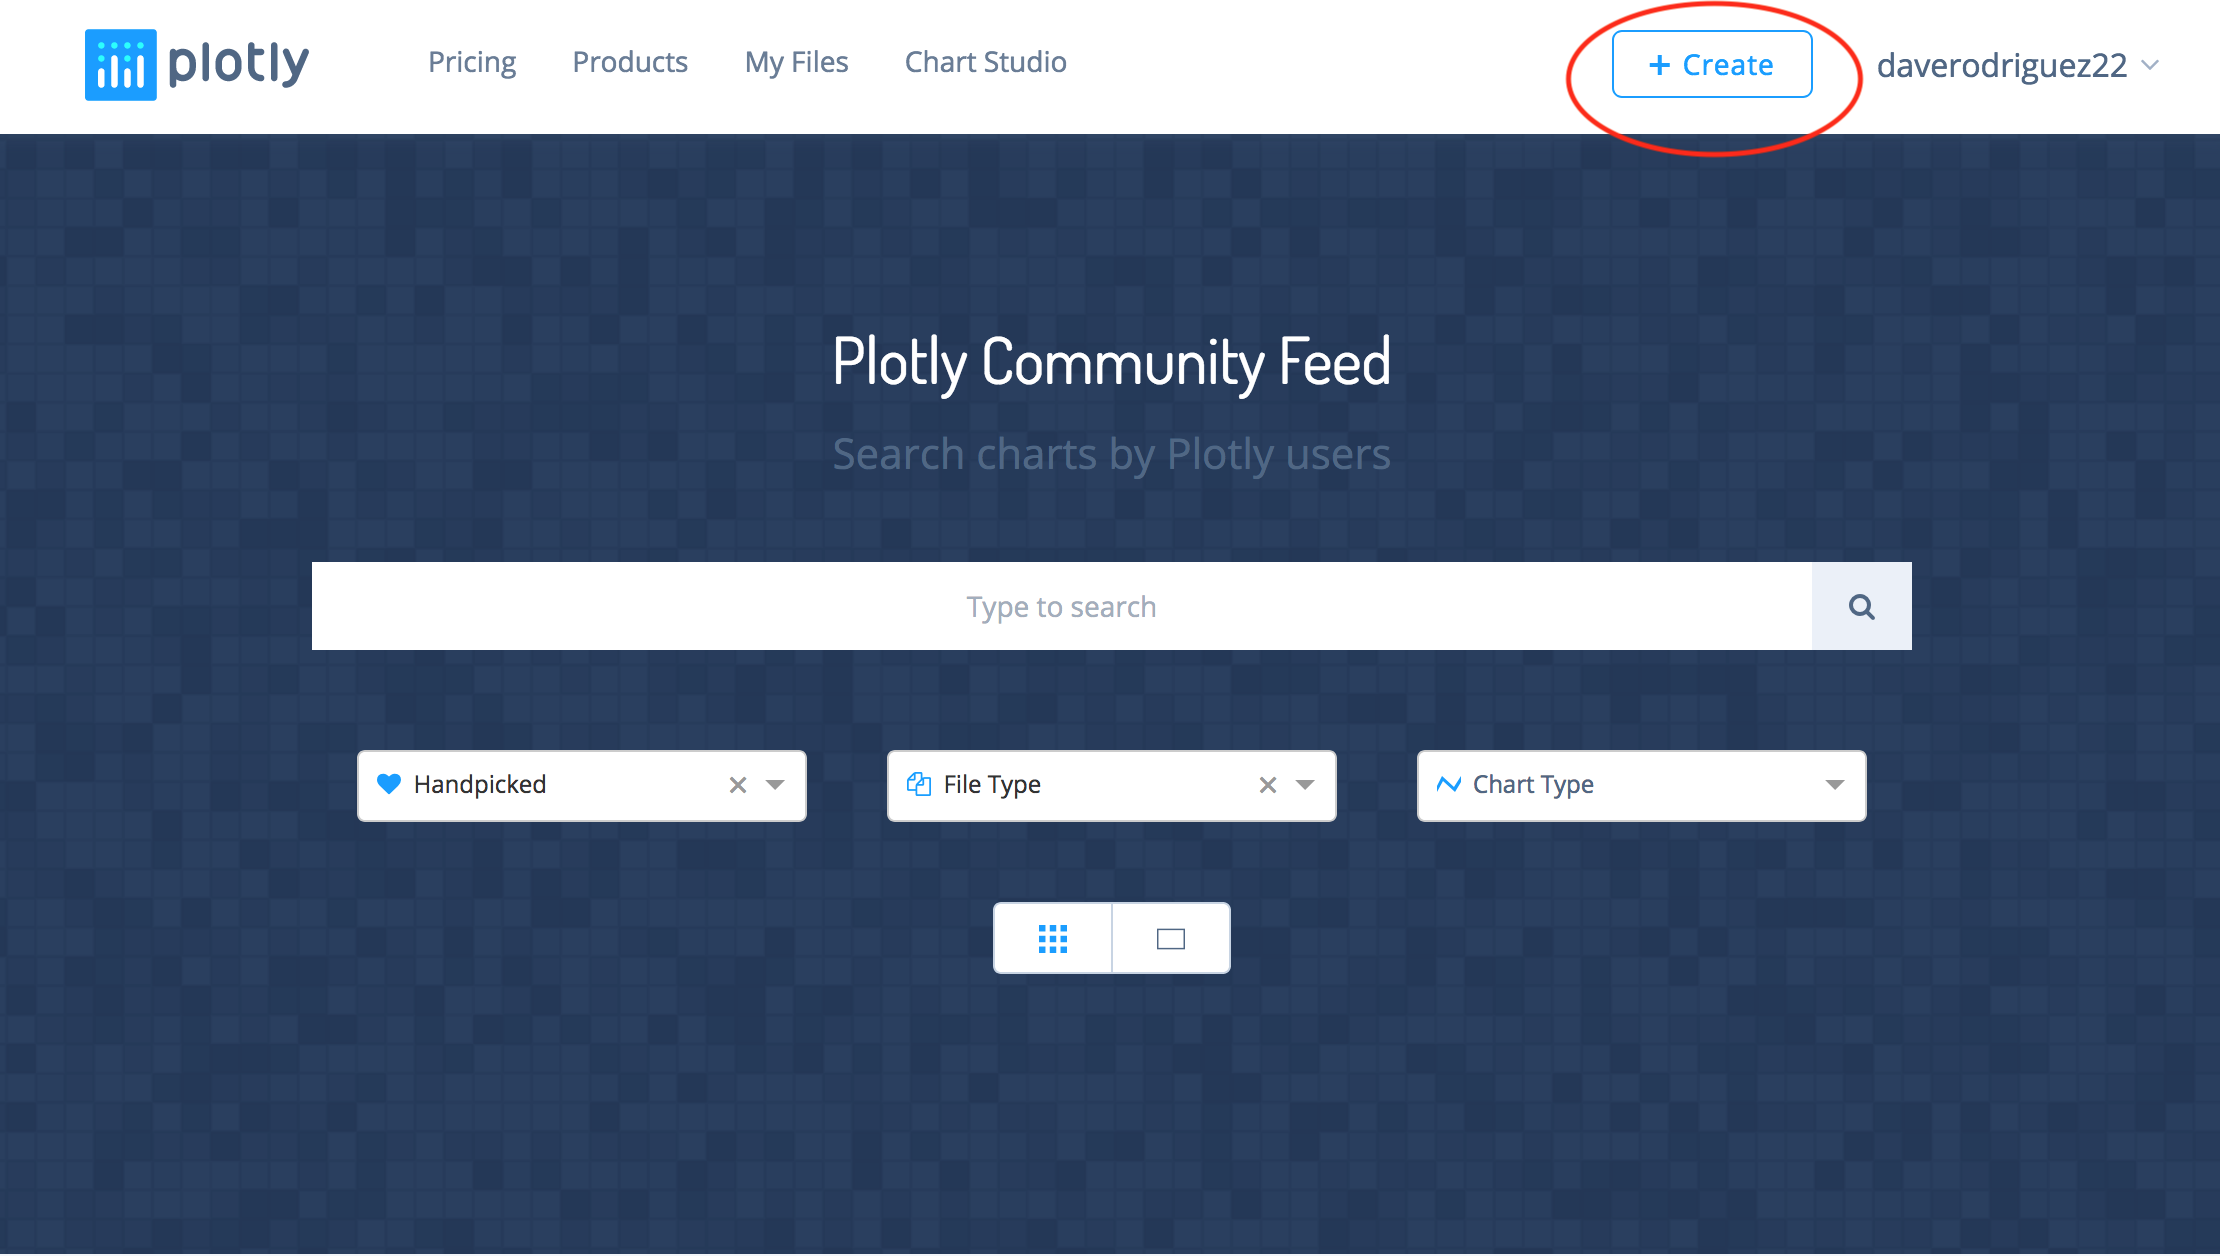 plotly
Pricing
Products
My Files
Chart Studio
+ Create
daverodriguez22
Plotly Community Feed
Search charts by Plotly users
Type to search
Handpicked
File Type
Chart Type